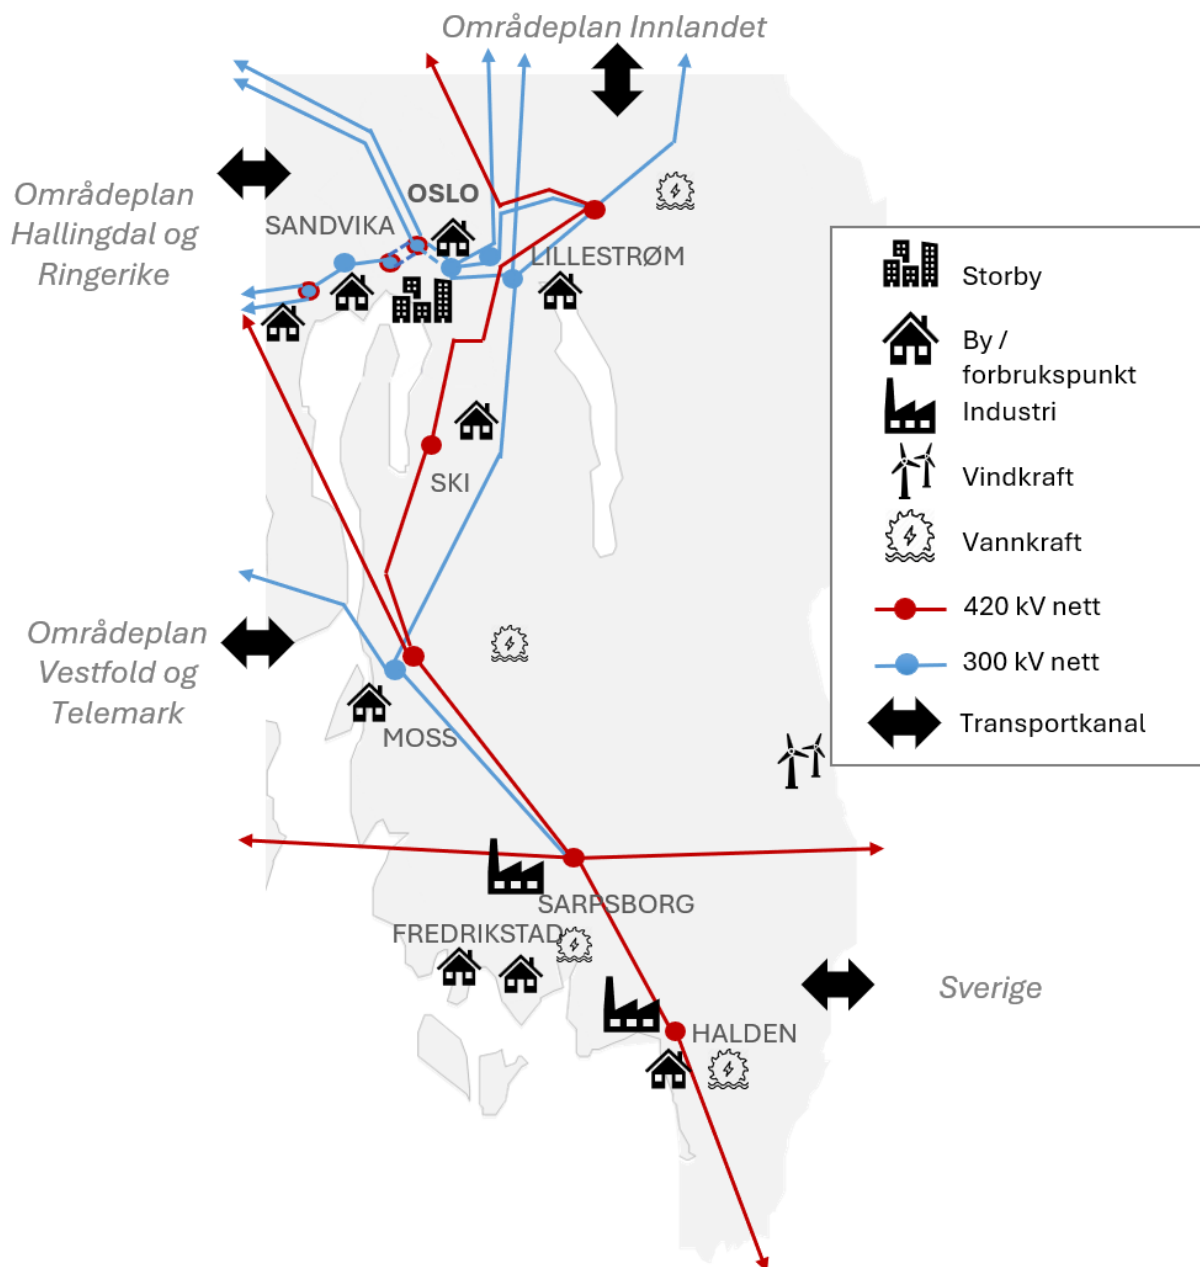 Områdeplan Innlandet
Områdeplan
Hallingdal og
Ringerike
OSLO
SANDVIKA
LILLESTRØM
SKI
Områdeplan
Vestfold og
Telemark
MOSS
SARPSBORG
FREDRIKSTAD
HALDEN
Sverige
Storby
By /
forbrukspunkt
Industri
Vindkraft
Vannkraft
420 kV nett
300 kV nett
Transportkanal